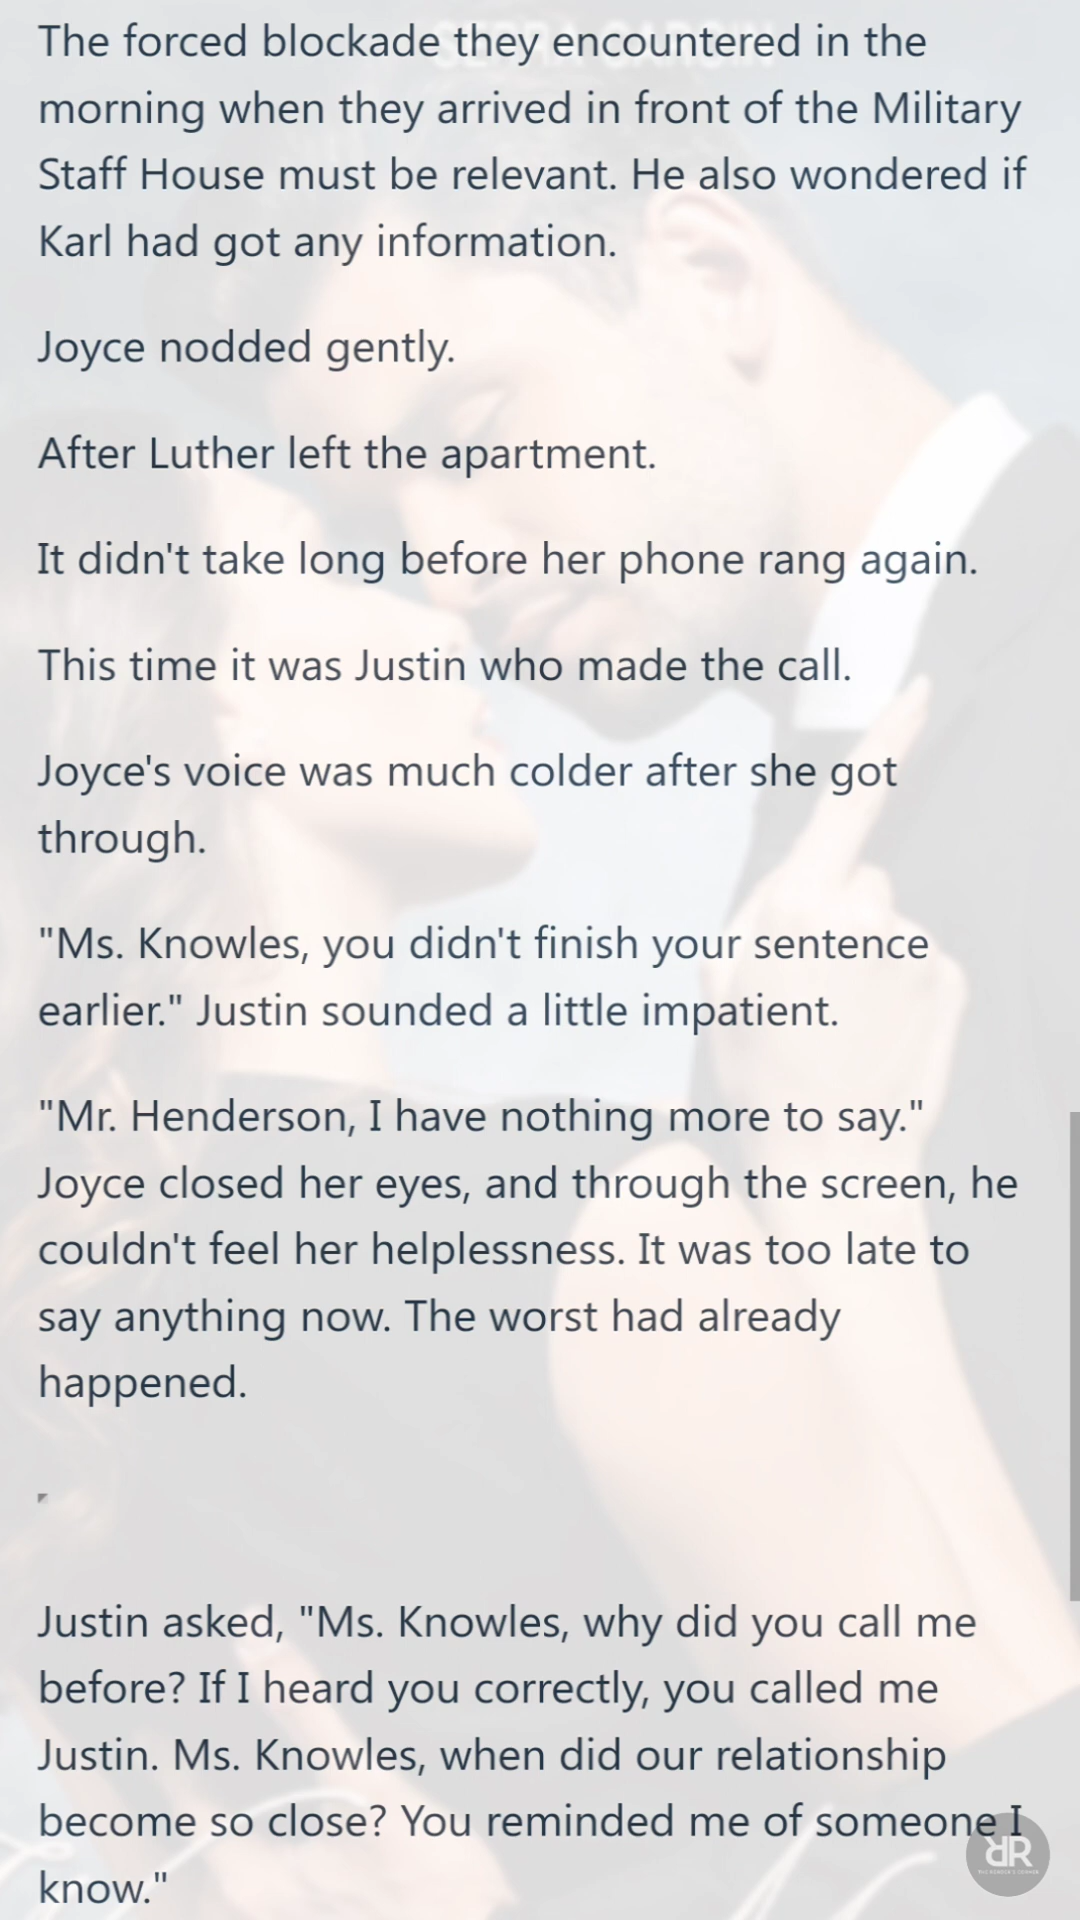 The forced blockade they encountered in the
morning when they arrived in front of the Military
Staff House must be relevant. He also wondered if
Karl had got any information.
Joyce nodded gently.
After Luther left the apartment.
It didn't take long before her phone rang again.
This time it was Justin who made the call.
Joyce's voice was much colder after she got
through.
"Ms. Knowles, you didn't finish your sentence
earlier." Justin sounded a little impatient.
"Mr. Henderson, I have nothing more to say."
Joyce closed her eyes, and through the screen, he
couldn't feel her helplessness. It was too late to
say anything now. The worst had already
happened.
Justin asked, "Ms. Knowles, why did you call me
before? If I heard you correctly, you called me
Justin. Ms. Knowles, when did our relationship
become so close? You reminded me of someone I
know."